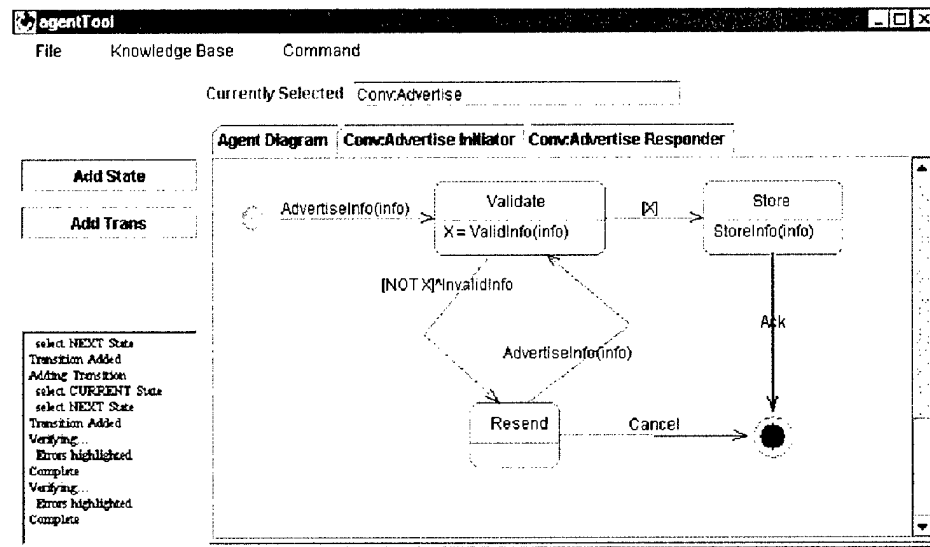 agentTool
File Knowledge Base Command
Currently Selected Conv:Advertise
Agent Diagram Conv:Advertise Initiator Conv:Advertise Responder
Add State
Add Trans
AdvertiseInfo(info)
Validate
X = ValidInfo(info)
[X]
Store
StoreInfo(info)
[NOT X]^InvalidInfo
Ack
AdvertiseInfo(info)
Resend
Cancel
select NEXT State
Transition Added
Adding Transition
select CURRENT State
select NEXT State
Transition Added
Verifying...
Errors highlighted
Complete
Verifying...
Errors highlighted
Complete